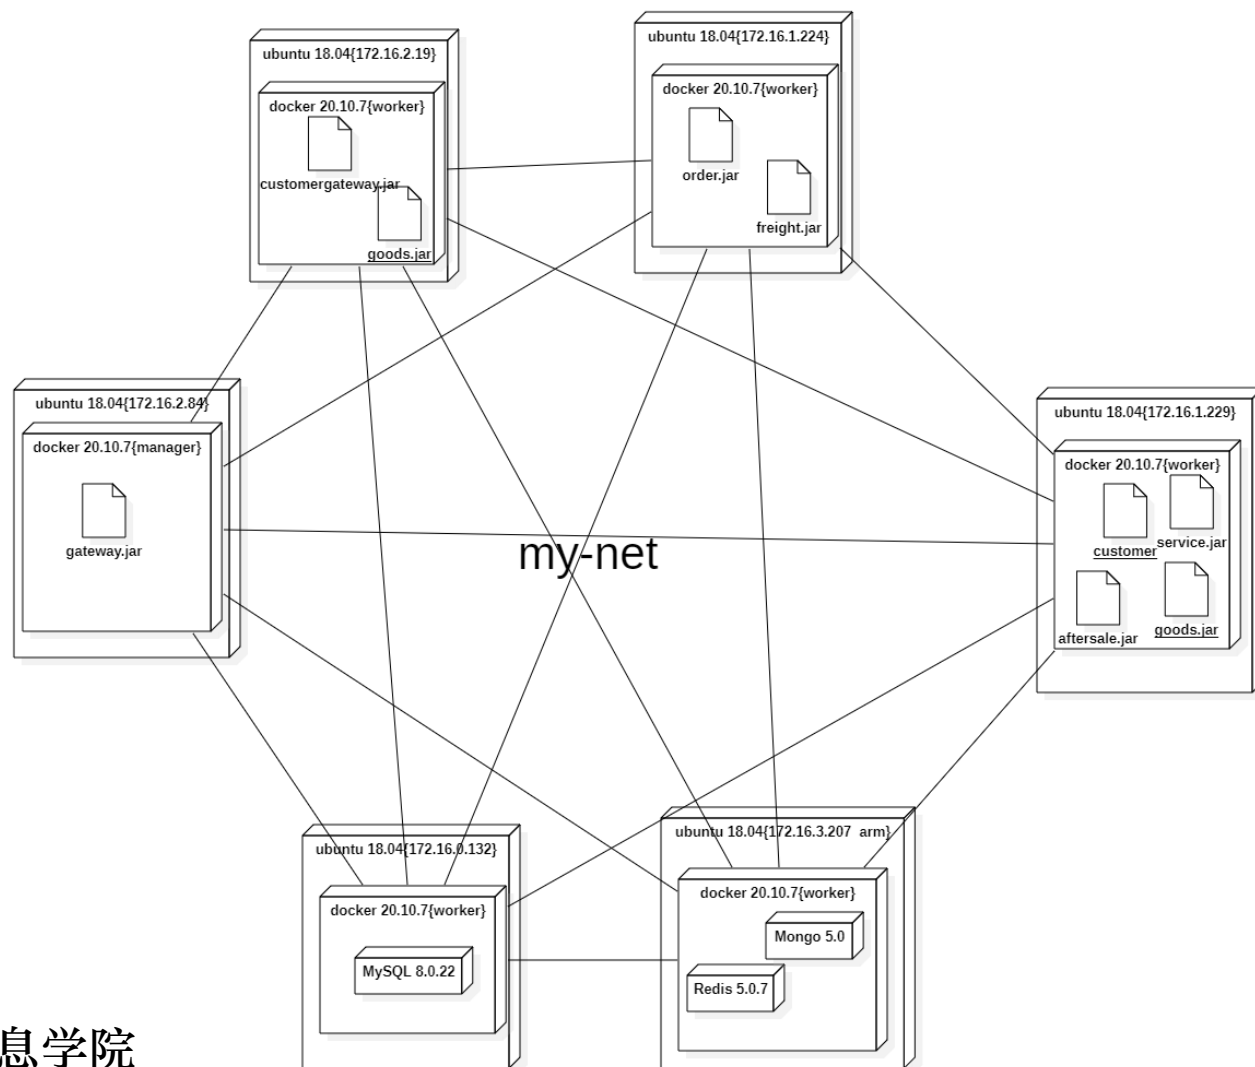 ubuntu 18.04{172.16.2.19}
docker 20.10.7{worker}
customergateway.jar
goods.jar
ubuntu 18.04{172.16.1.224}
docker 20.10.7{worker}
order.jar
freight.jar
ubuntu 18.04{172.16.2.84}
docker 20.10.7{manager}
gateway.jar
my-net
ubuntu 18.04{172.16.1.229}
docker 20.10.7{worker}
customer
service.jar
aftersale.jar
goods.jar
ubuntu 18.04{172.16.0.132}
docker 20.10.7{worker}
MySQL 8.0.22
ubuntu 18.04{172.16.3.207 arm}
docker 20.10.7{worker}
Mongo 5.0
Redis 5.0.7
息学院